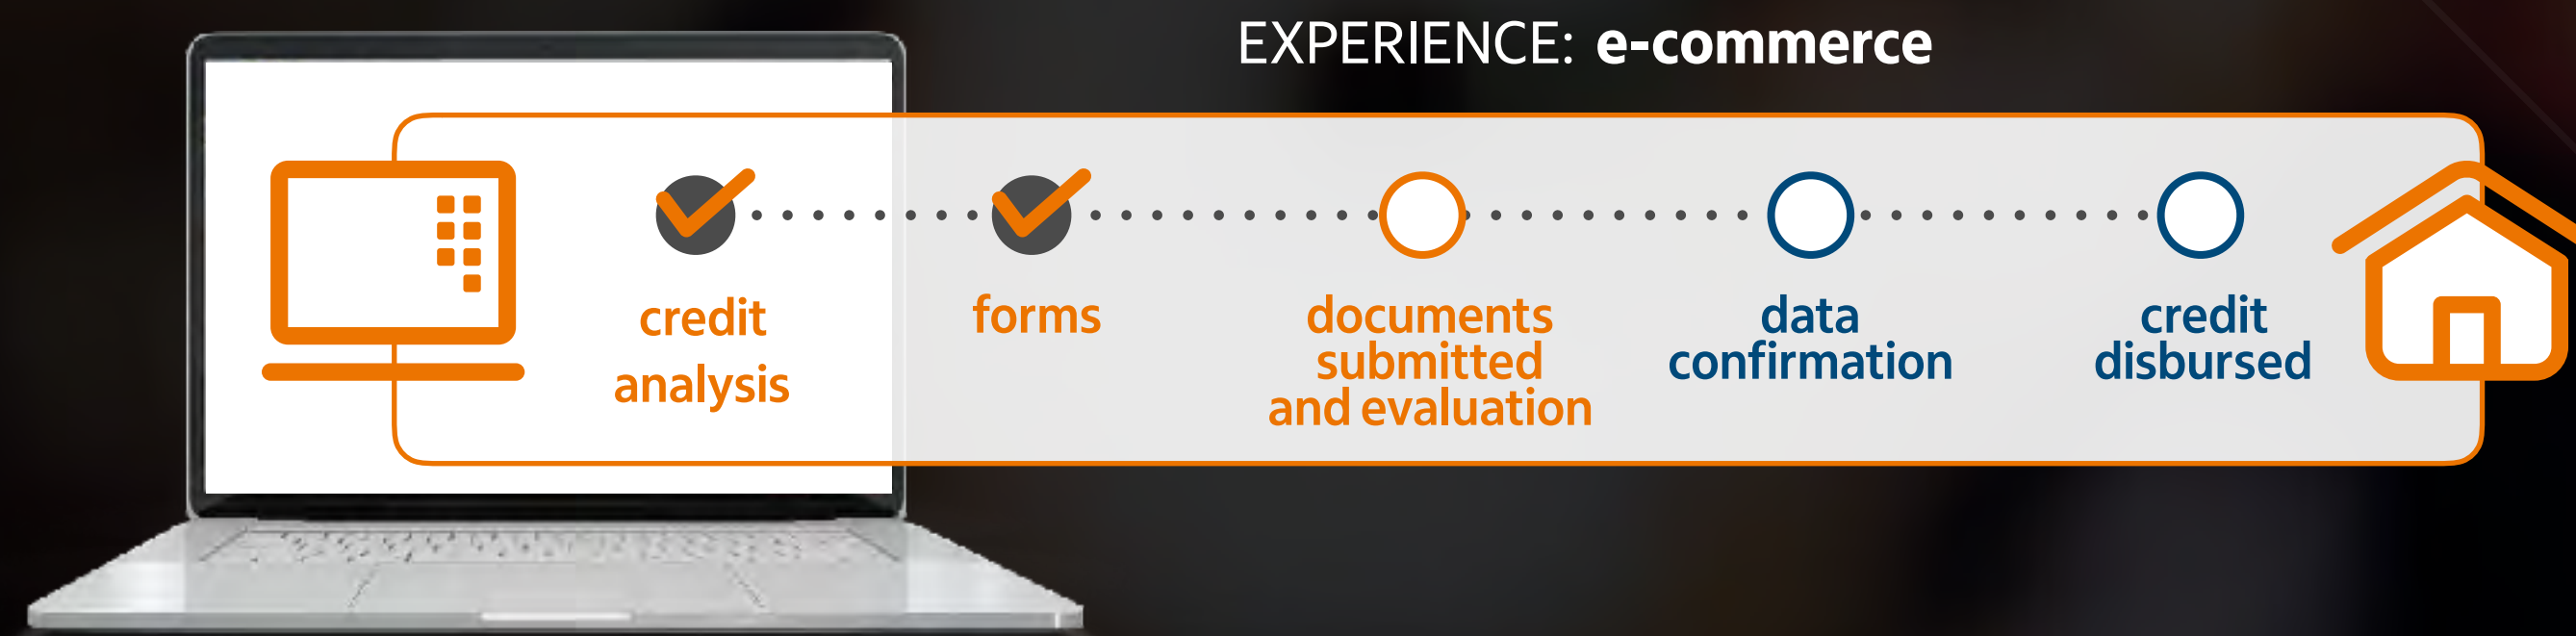 EXPERIENCE: e-commerce
credit
analysis
forms
documents
submitted
and evaluation
data
confirmation
credit
disbursed